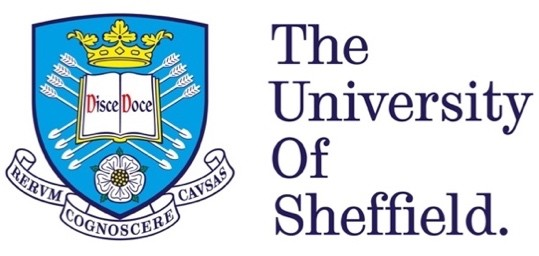 Disce Doce
RERVM COGNOSCERE CAVSAS
The
University
Of
Sheffield.